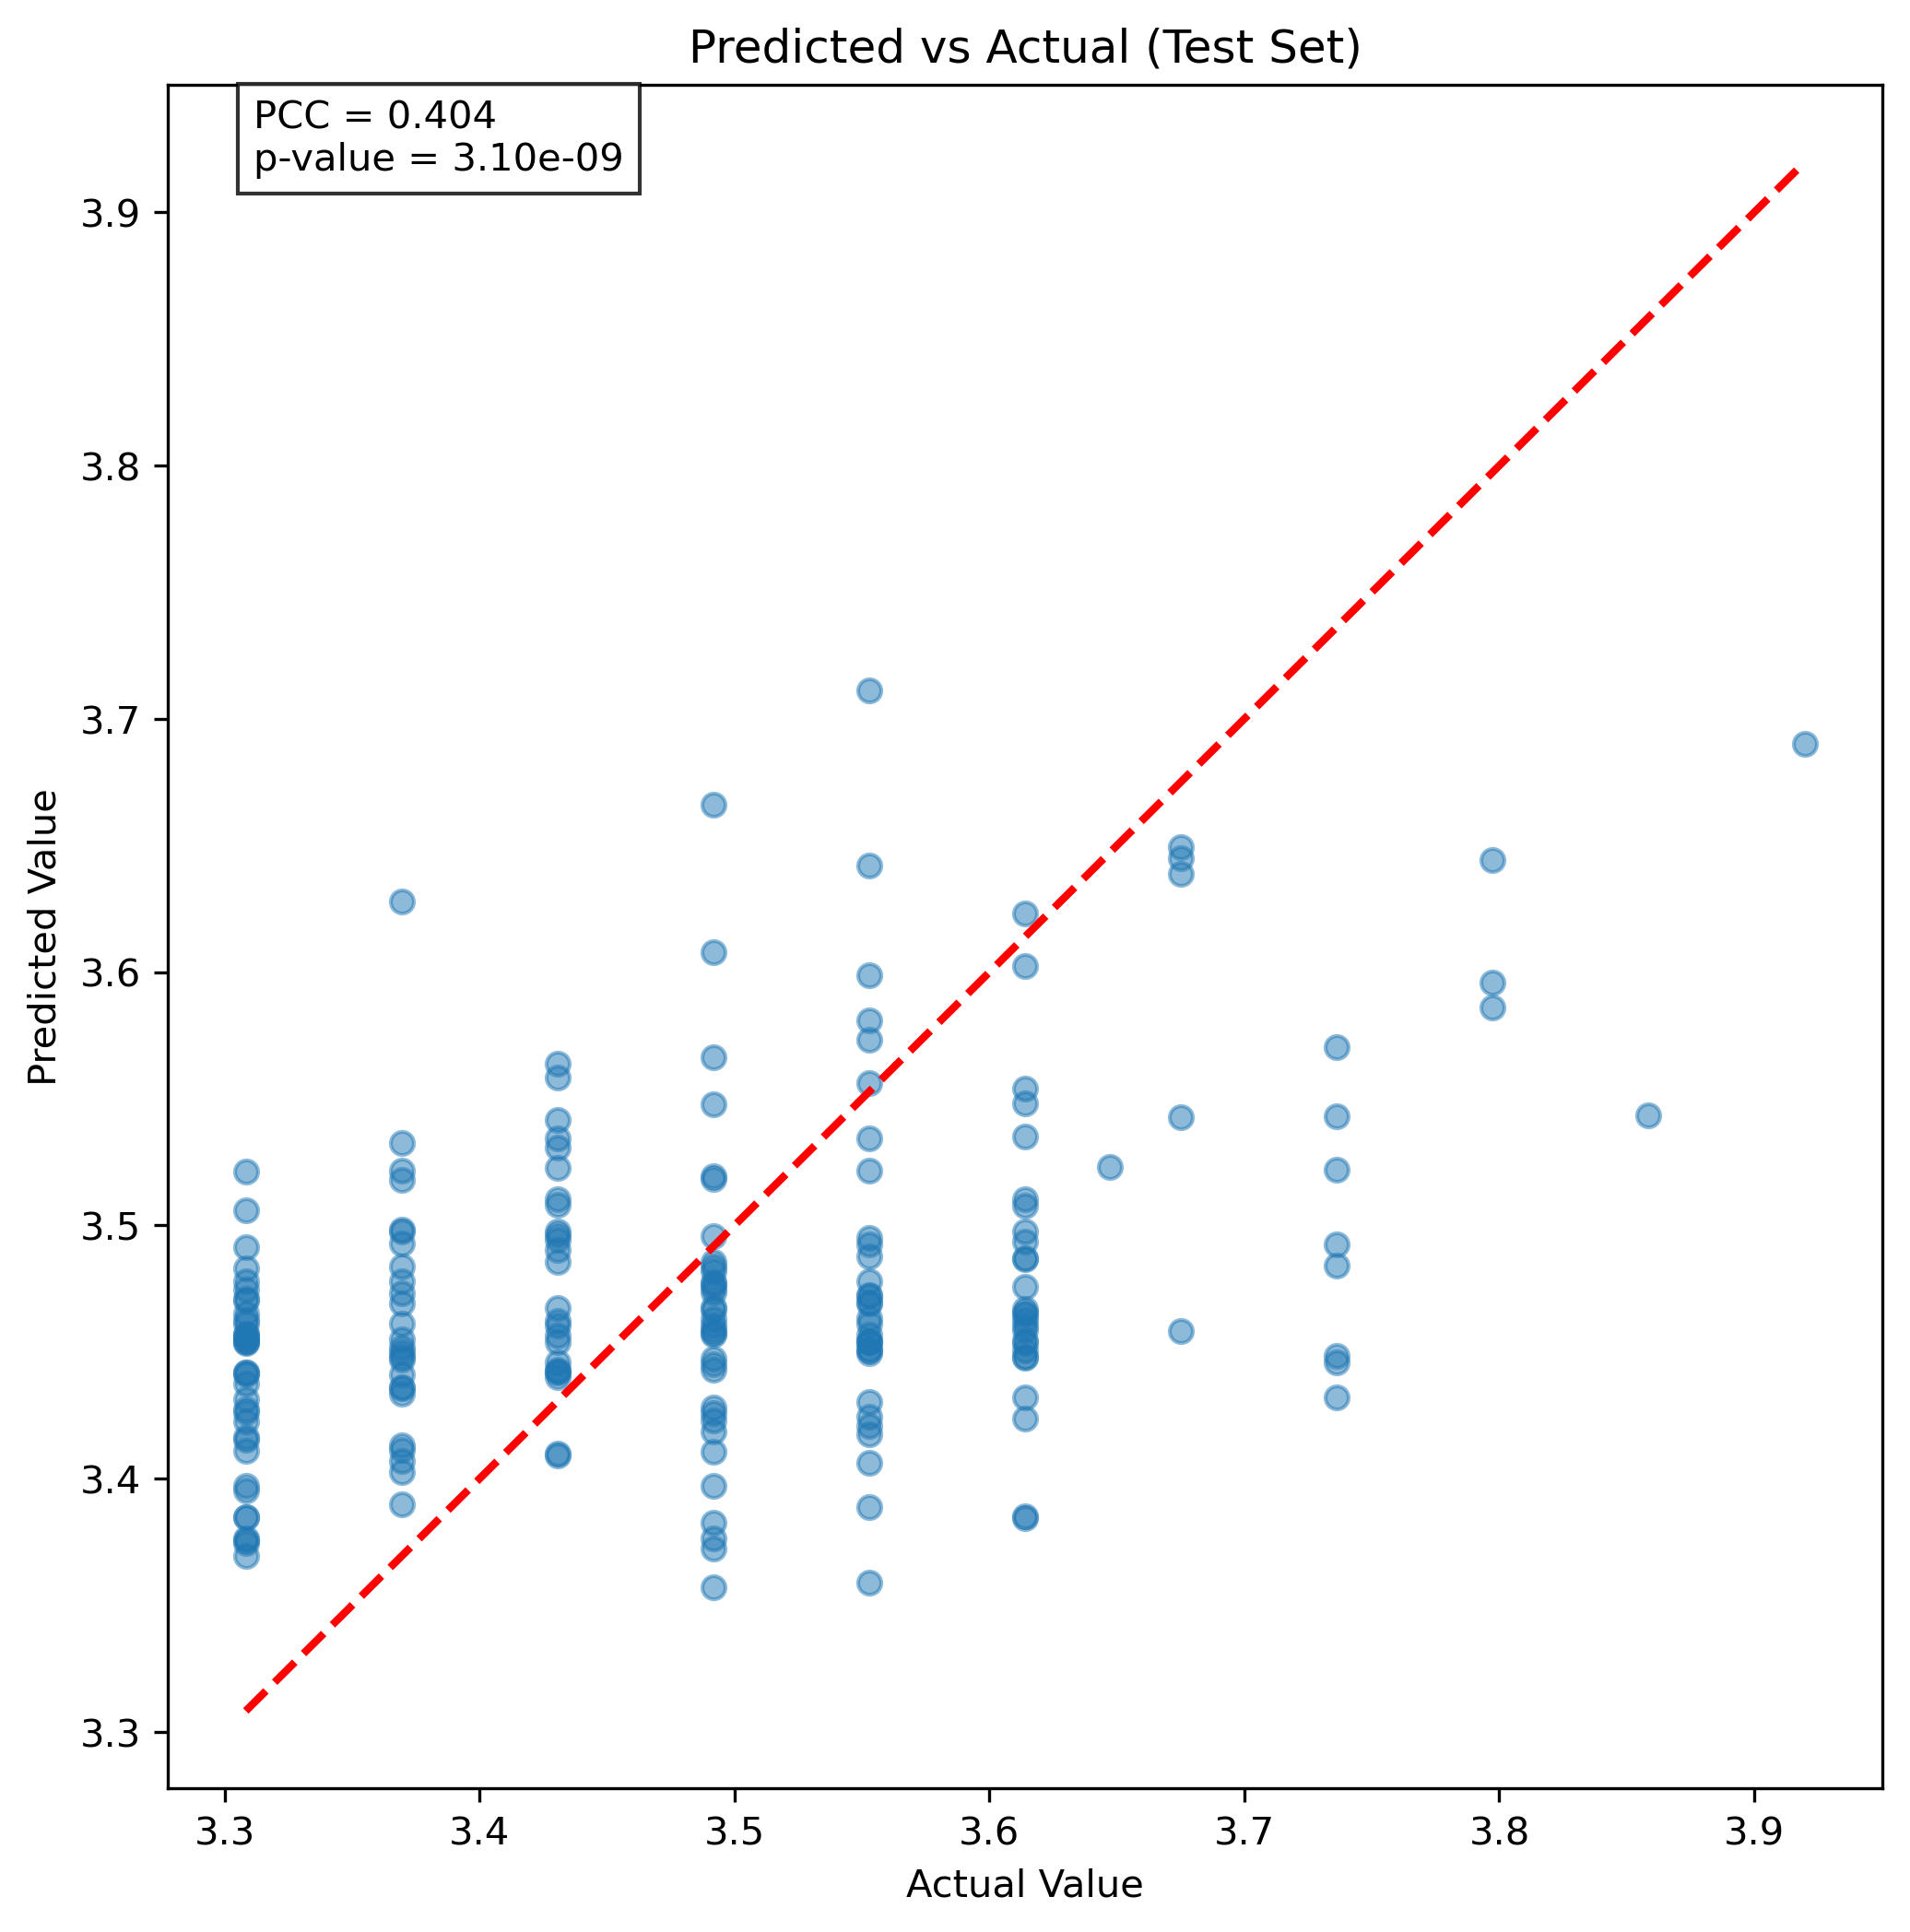 Predicted vs Actual (Test Set)
PCC = 0.404
p-value = 3.10e-09
3.9
3.8
3.7
3.6
3.5
3.4
3.3
Predicted Value
3.3 3.4 3.5 3.6 3.7 3.8 3.9
Actual Value